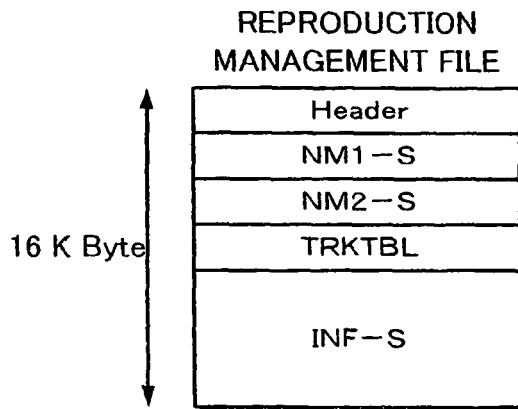 REPRODUCTION
MANAGEMENT FILE
Header
NM1-S
NM2-S
16 K Byte
TRKTBL
INF-S